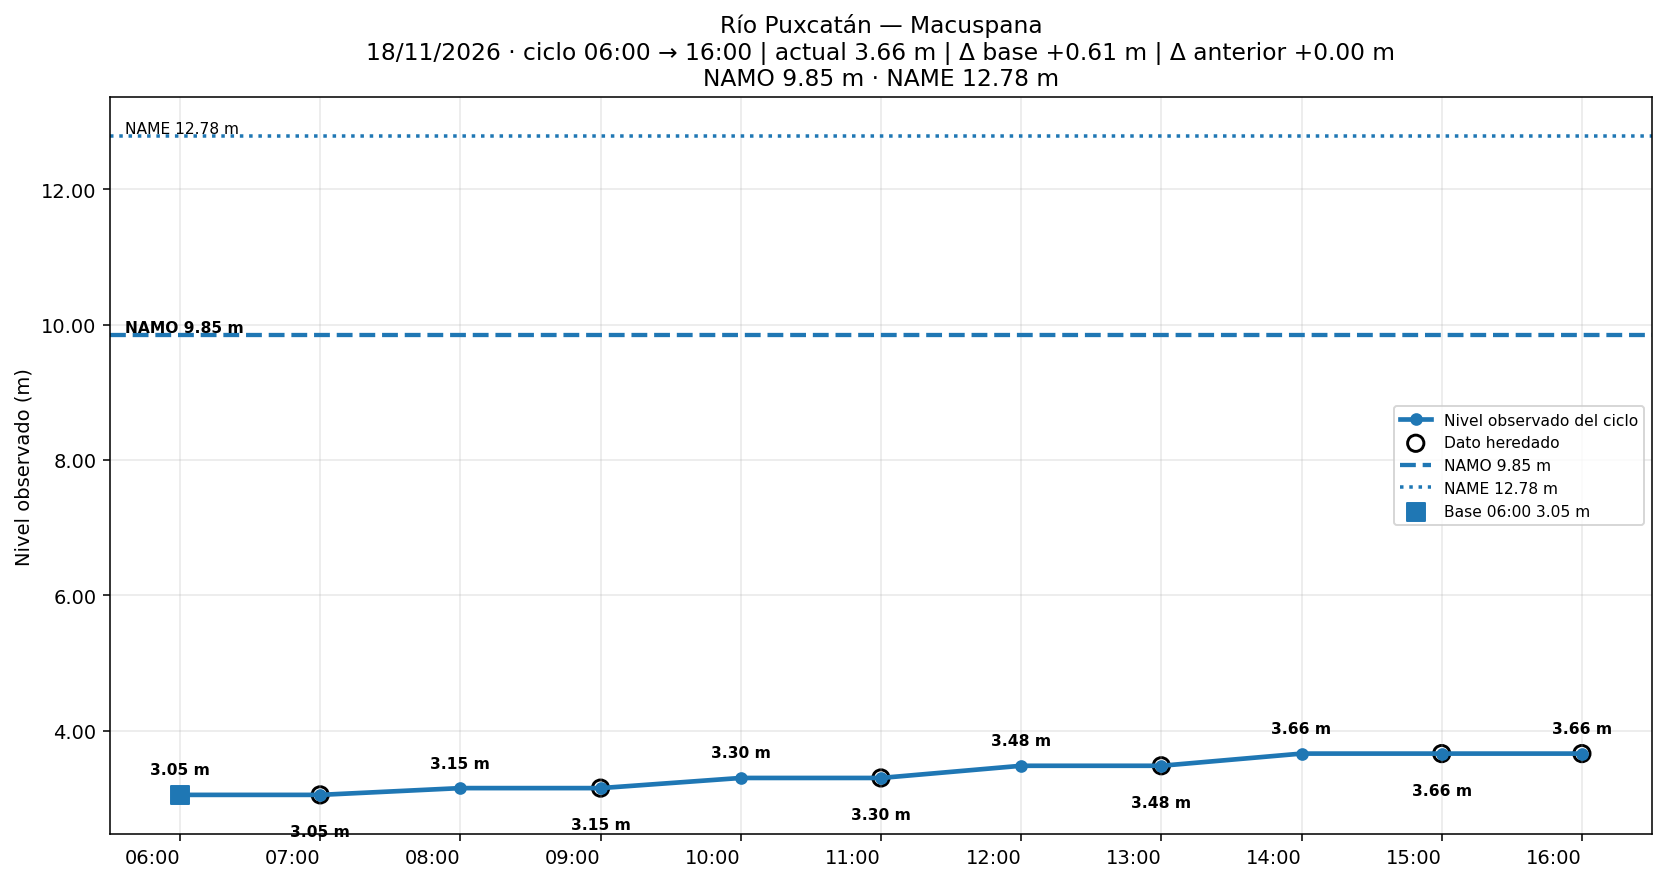 Río Puxcatán — Macuspana
18/11/2026 · ciclo 06:00 → 16:00 | actual 3.66 m | Δ base +0.61 m | Δ anterior +0.00 m
NAMO 9.85 m · NAME 12.78 m
NAME 12.78 m
12.00
NAMO 9.85 m
10.00
Nivel observado (m)
Nivel observado del ciclo
Dato heredado
NAMO 9.85 m
NAME 12.78 m
Base 06:00 3.05 m
8.00
6.00
4.00
3.05 m
3.05 m
3.15 m
3.15 m
3.30 m
3.30 m
3.48 m
3.48 m
3.66 m
3.66 m
3.66 m
06:00
07:00
08:00
09:00
10:00
11:00
12:00
13:00
14:00
15:00
16:00